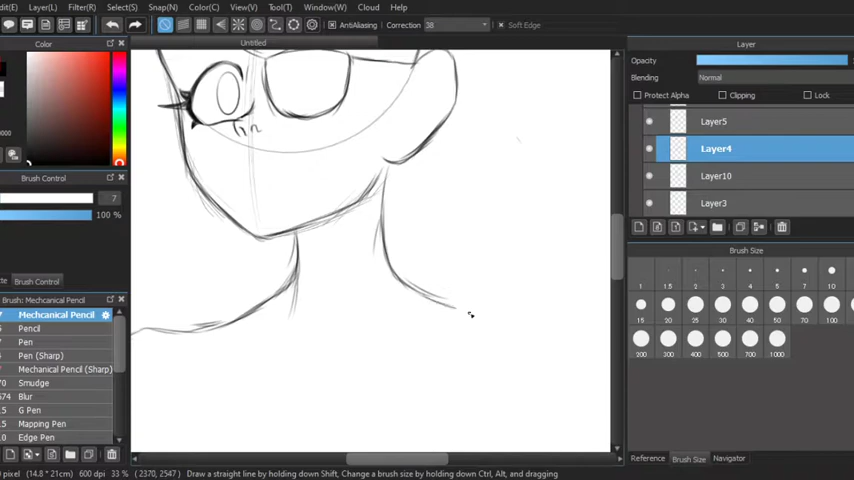 Edit(E) Filter(R) Select(S) Snap(N) Color(C) View(V) Tool(T) Window(W) Cloud Help
AntiAliasing Correction 38 Soft Edge
Color
Untitled
Layer
Opacity
Blending Normal
Protect Alpha Clipping Lock
Layer5
Layer4
Layer10
Layer3
Brush Control
7
100 %
Brush Control
Brush: Mechanical Pencil
Mechcanical Pencil
Pencil
Pen
Pen (Sharp)
Mechanical Pencil (Sharp)
70 Smudge
Blur
G Pen
Mapping Pen
Edge Pen
Brush Size
1 1.5 2 3 4 5 7 10
15 20 25 30 40 50 70 100
200 300 400 500 700 1000
Reference Brush Size Navigator
pixel (14.8 * 21cm) 600 dpi 33 % (2370, 2547) Draw a straight line by holding down Shift, Change a brush size by holding down Ctrl, Alt, and dragging